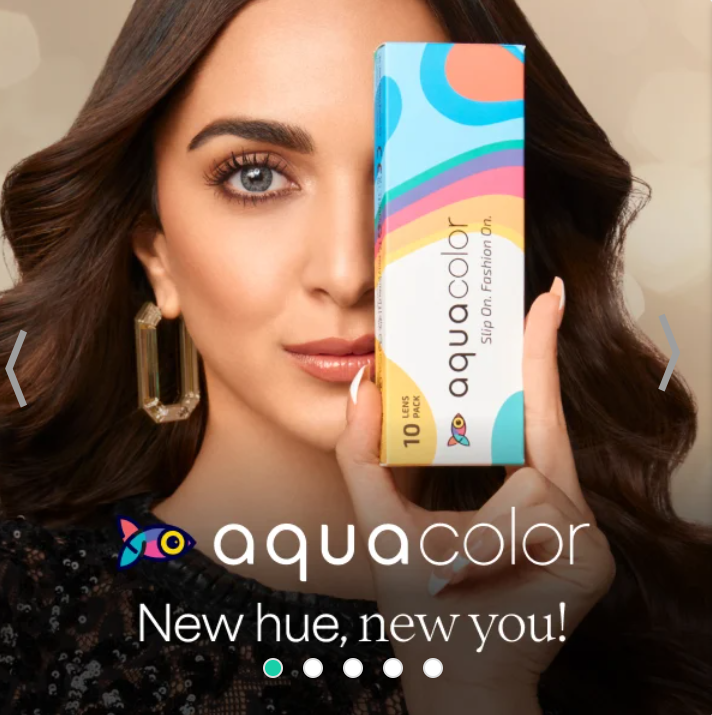 aquacolor
Slip On. Fashion On.
10 LENS
PACK
aquacolor
New hue, new you!